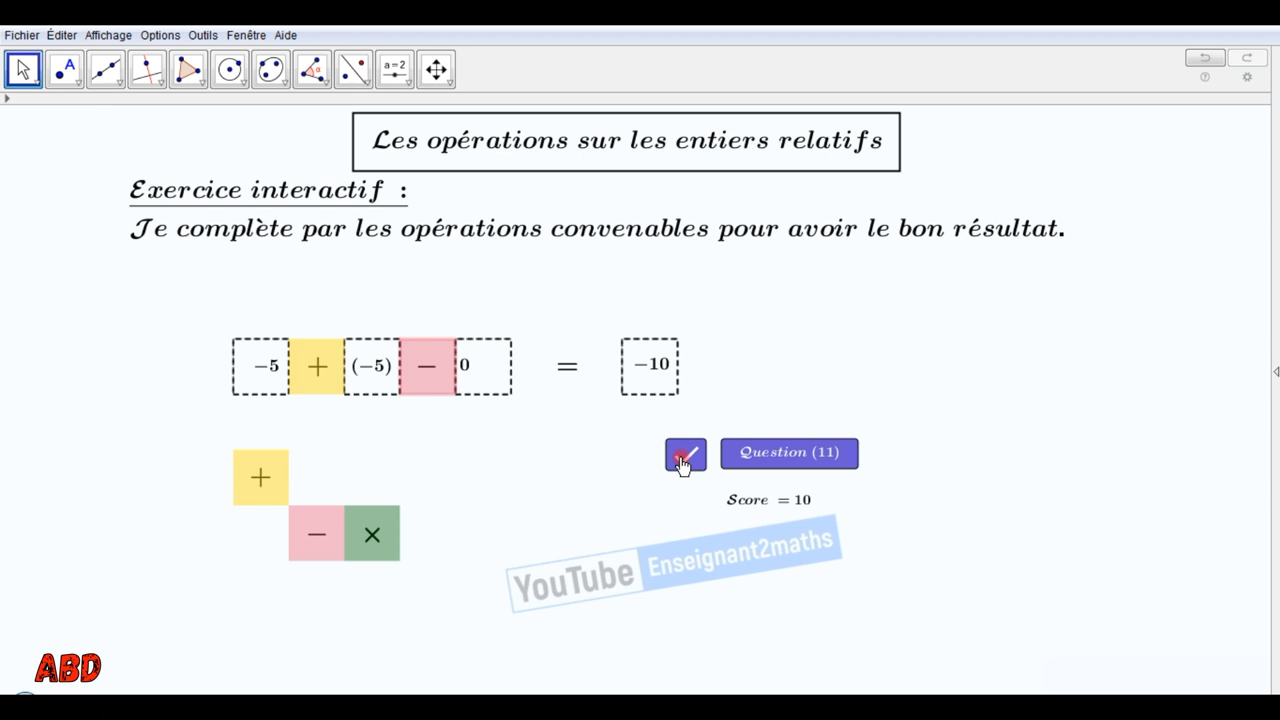 Fichier Éditer Affichage Options Outils Fenêtre Aide
A
α
a=2
Les opérations sur les entiers relatifs
Exercice interactif :
Je complète par les opérations convenables pour avoir le bon résultat.
−5 + (−5) − 0 = −10
Question (11)
+
Score = 10
− ×
YouTube Enseignant2maths
ABD